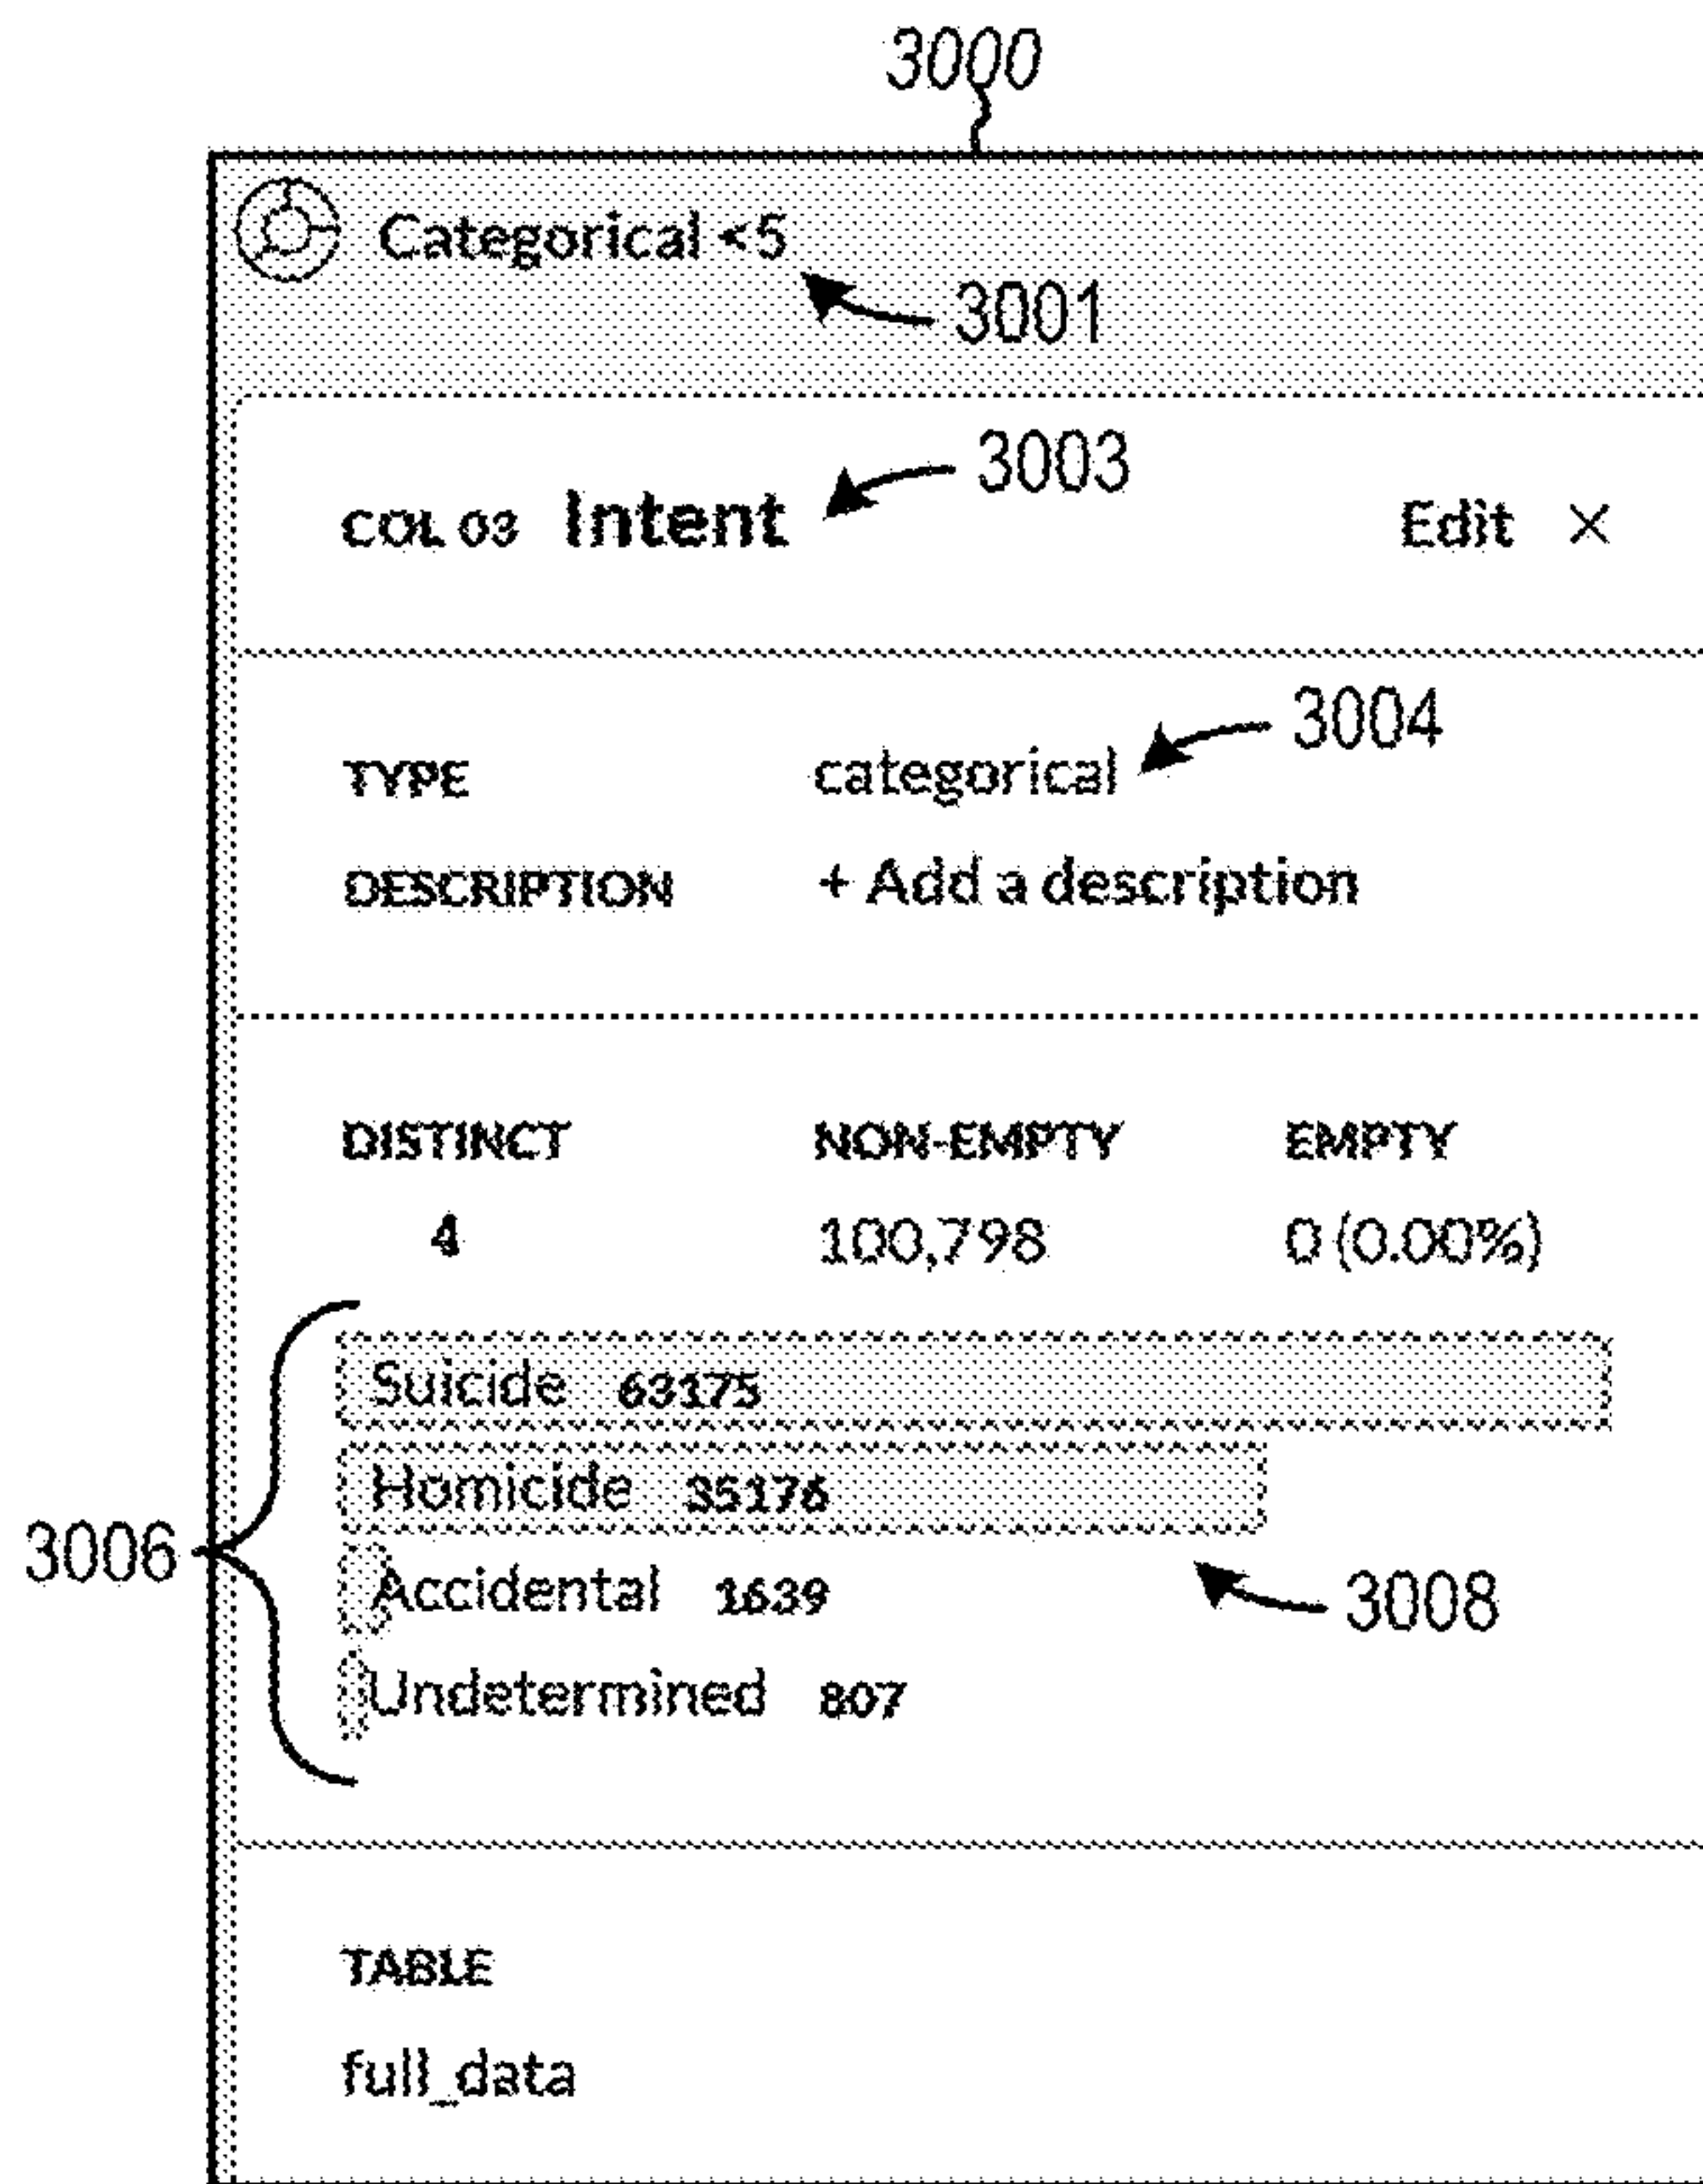 3000
Categorical <5
3001
3003
COL 03 Intent Edit ×
3004
TYPE categorical
DESCRIPTION + Add a description
DISTINCT NON-EMPTY EMPTY
4 100,798 0 (0.00%)
Suicide 63175
Homicide 35176
3006
Accidental 1639
3008
Undetermined 807
TABLE
full_data